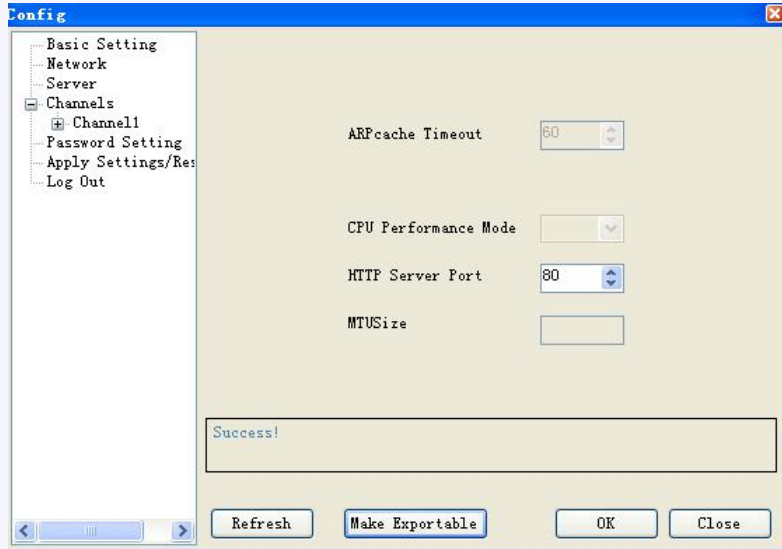 Config
Basic Setting
Network
Server
Channels
Channel1
Password Setting
Apply Settings/Res
Log Out
ARPcache Timeout
60
CPU Performance Mode
HTTP Server Port
80
MTUSize
Success!
Refresh
Make Exportable
OK
Close